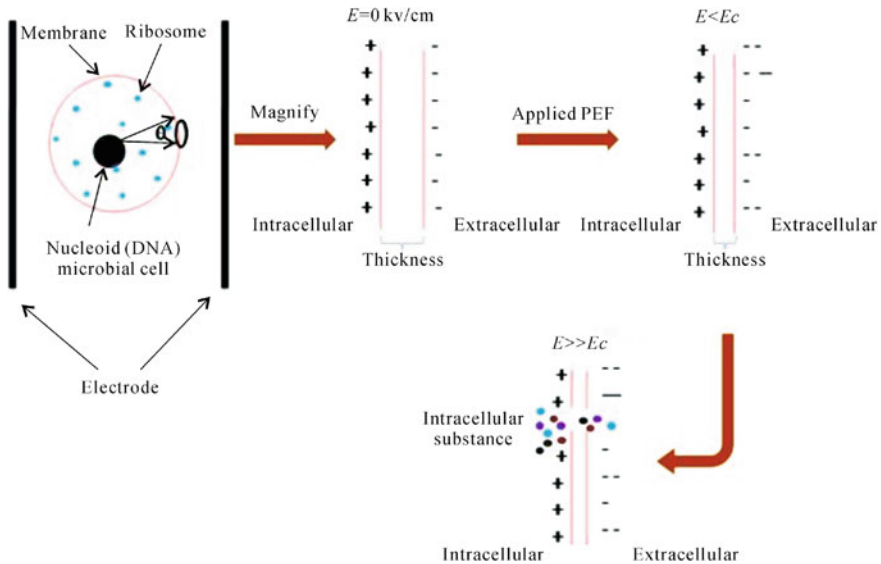 Membrane
Ribosome
θ
Nucleoid (DNA)
microbial cell
Electrode
Magnify
E=0 kv/cm
+ -
+ -
+ -
+ -
+ -
+ -
+ -
Intracellular
Extracellular
Thickness
Applied PEF
E<Ec
+ --
+ —
+ --
+
+ --
+ --
+ --
Intracellular
Extracellular
Thickness
E>>Ec
+ --
+ —
Intracellular
substance
+ -
+ --
+ -
+ --
Intracellular
Extracellular